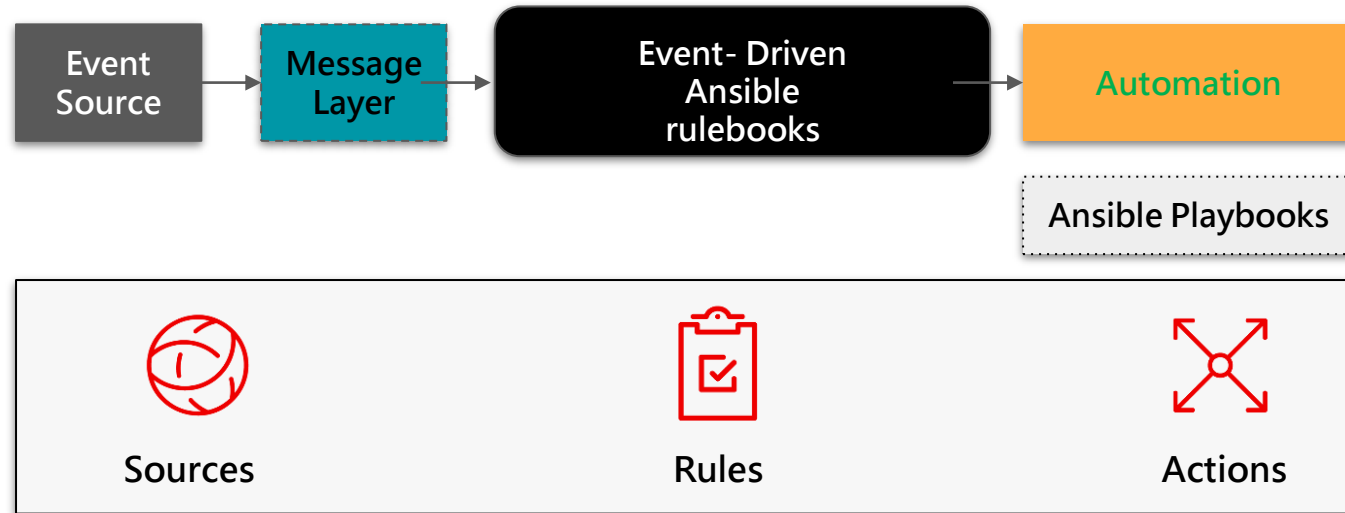 Event
Source
Message
Layer
Event- Driven
Ansible
rulebooks
Automation
Ansible Playbooks
Sources
Rules
Actions